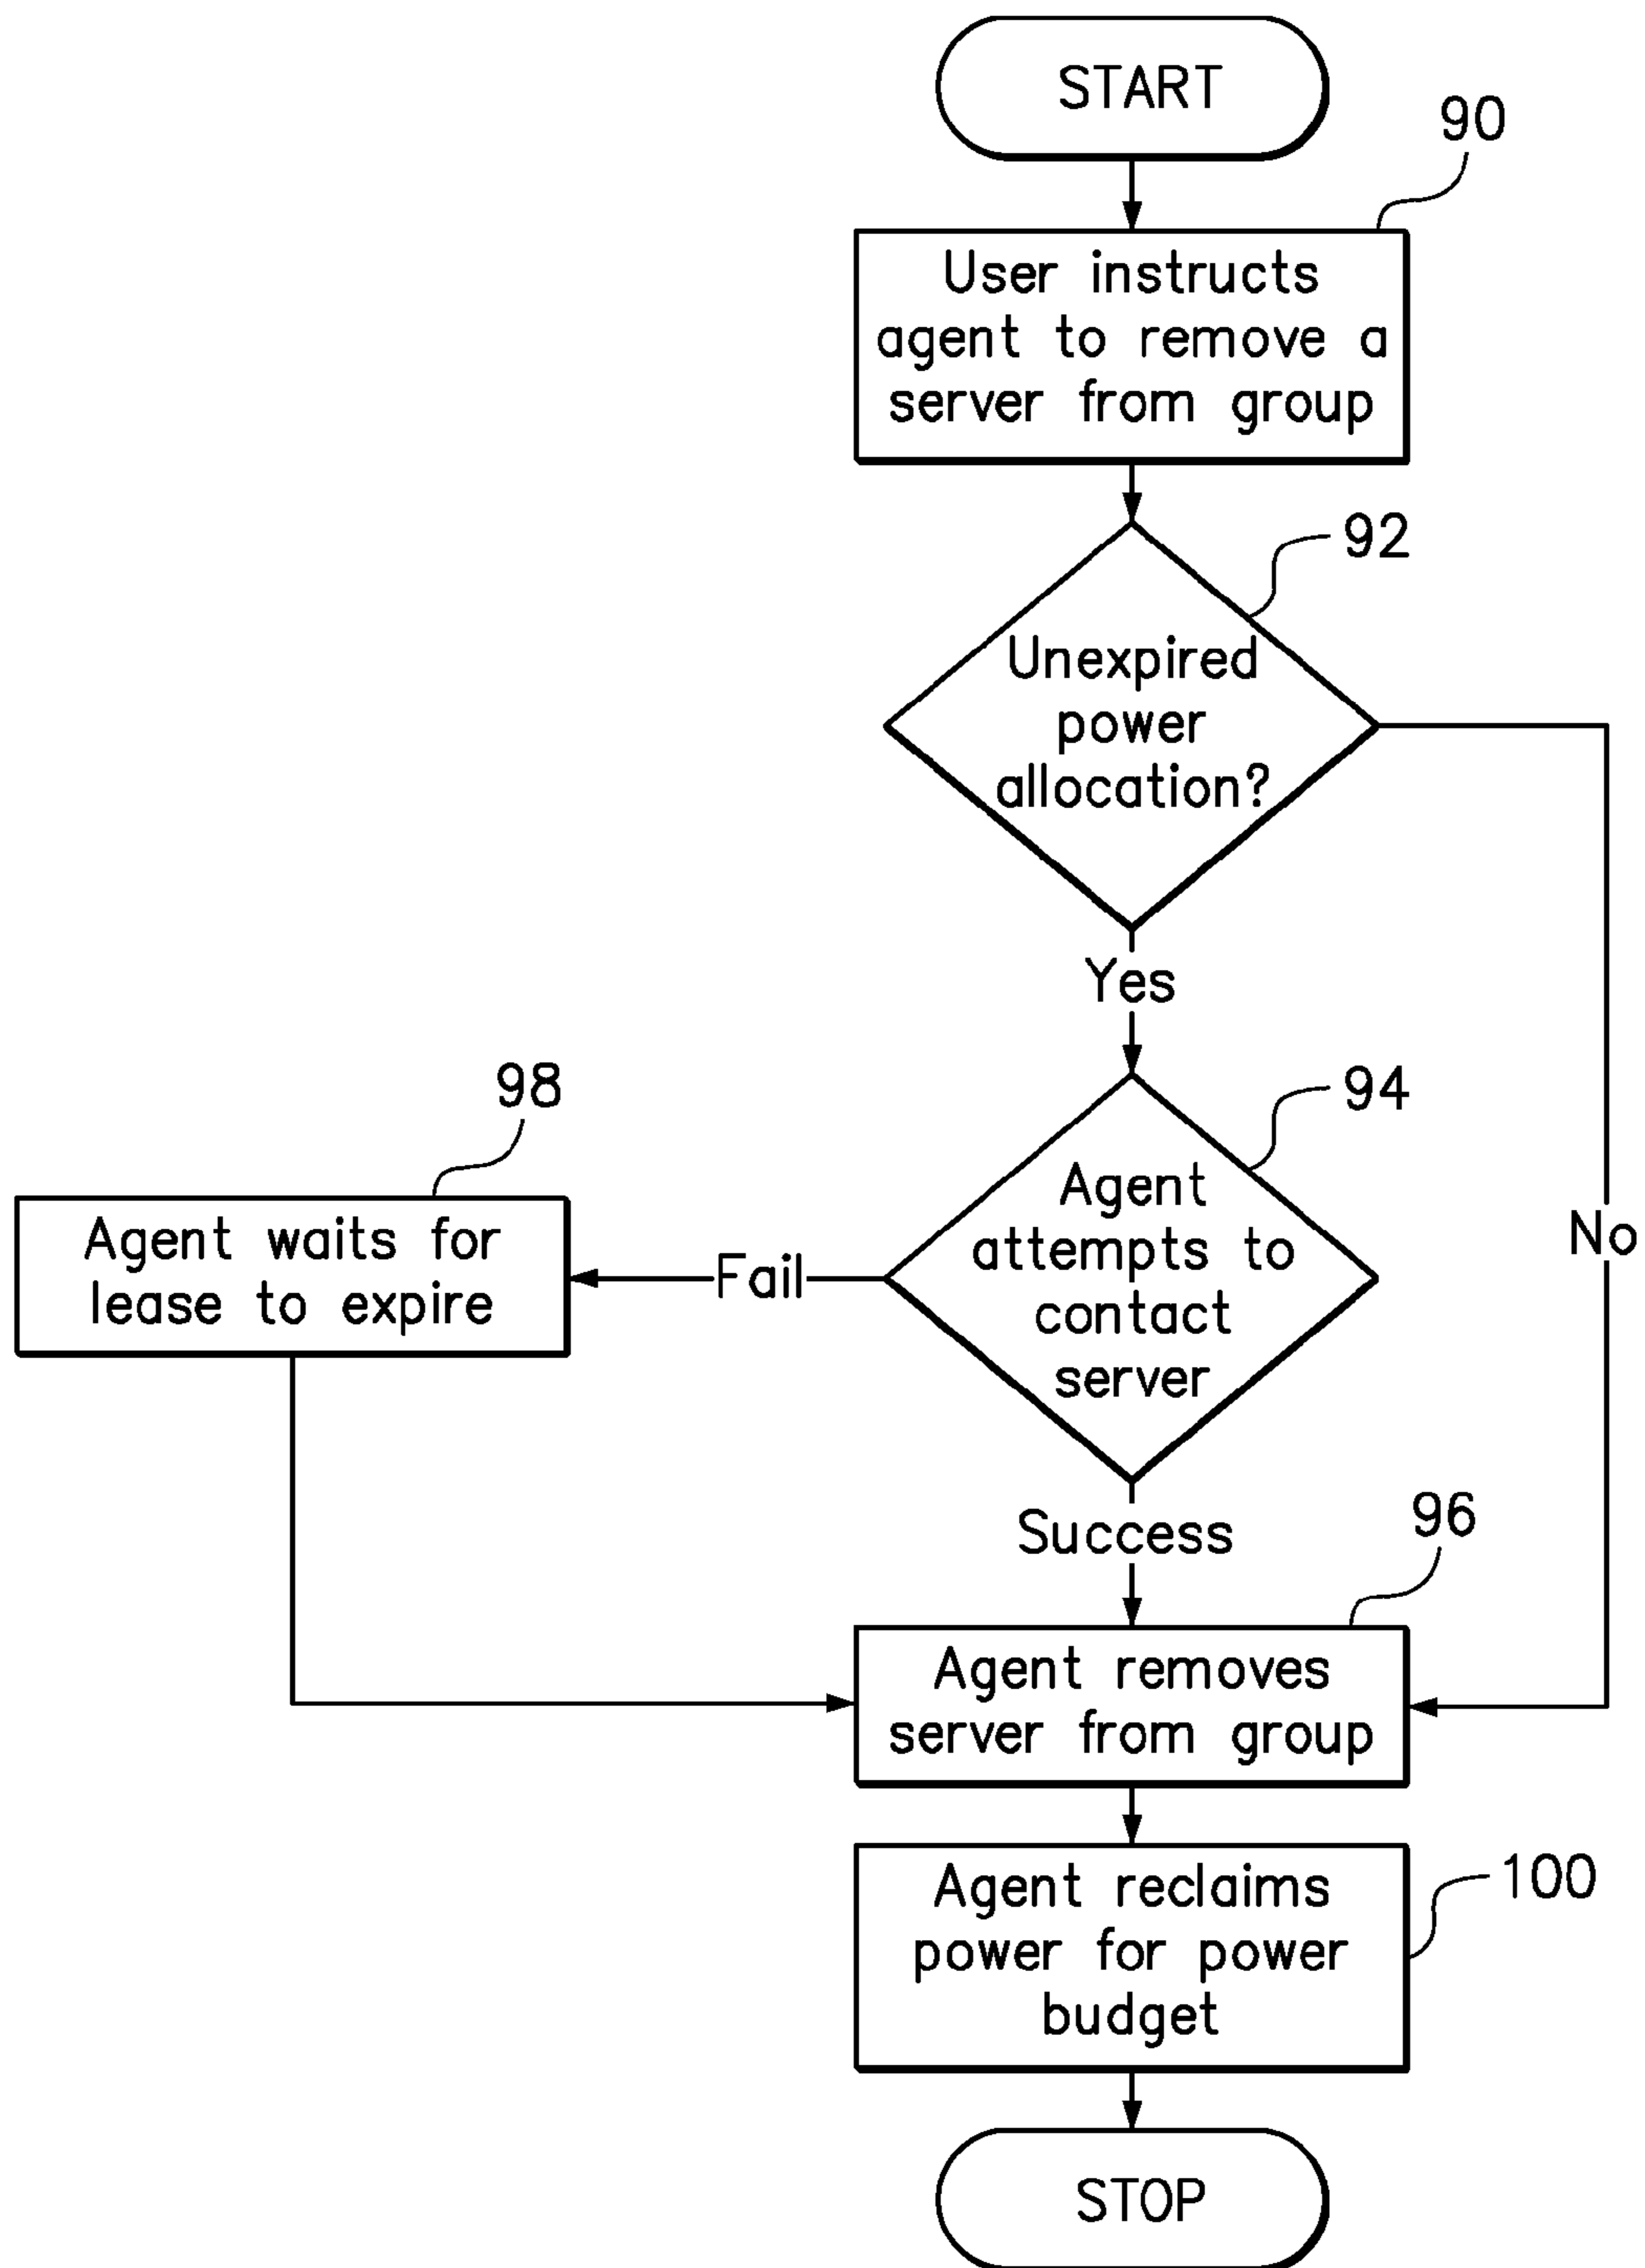 START
90
User instructs
agent to remove a
server from group
92
Unexpired
power
allocation?
Yes
98
94
Agent
attempts to
contact
server
Agent waits for
lease to expire
Fail
No
Success
96
Agent removes
server from group
Agent reclaims
power for power
budget
100
STOP